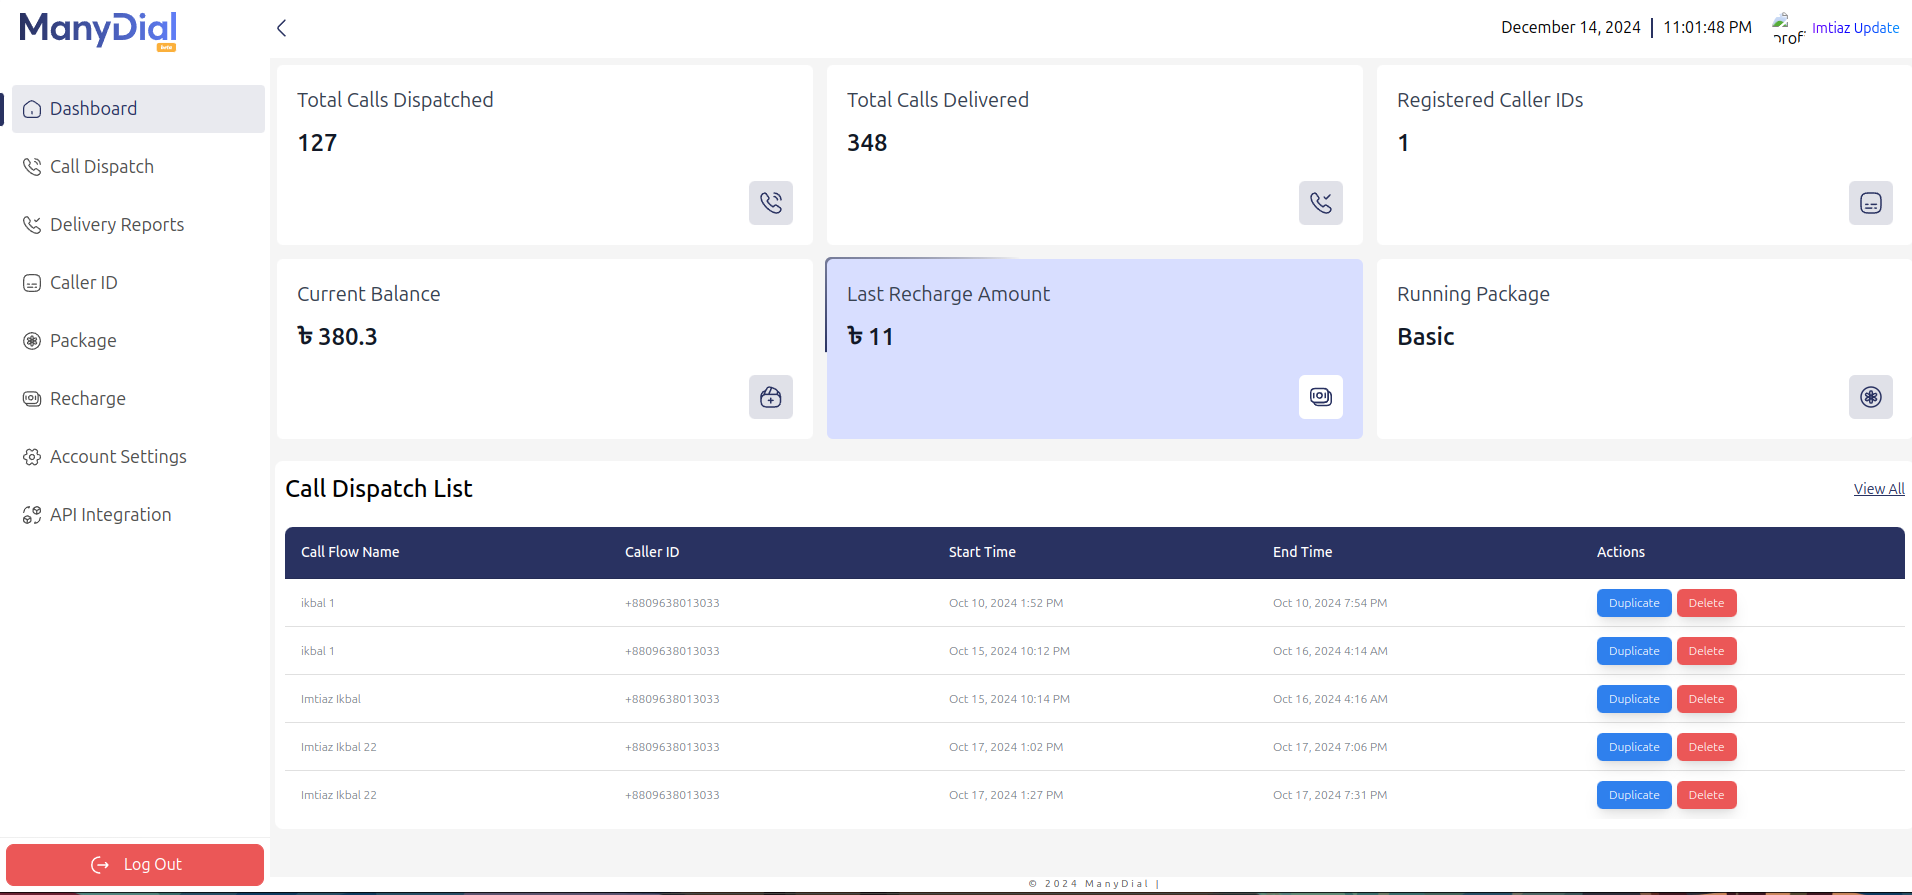 ManyDial
beta
December 14, 2024 | 11:01:48 PM
prof
Imtiaz Update
Dashboard
Call Dispatch
Delivery Reports
Caller ID
Package
Recharge
Account Settings
API Integration
Log Out
Total Calls Dispatched
127
Total Calls Delivered
348
Registered Caller IDs
1
Current Balance
৳ 380.3
Last Recharge Amount
৳ 11
Running Package
Basic
Call Dispatch List
View All
Call Flow Name Caller ID Start Time End Time Actions
ikbal 1 +8809638013033 Oct 10, 2024 1:52 PM Oct 10, 2024 7:54 PM Duplicate Delete
ikbal 1 +8809638013033 Oct 15, 2024 10:12 PM Oct 16, 2024 4:14 AM Duplicate Delete
Imtiaz Ikbal +8809638013033 Oct 15, 2024 10:14 PM Oct 16, 2024 4:16 AM Duplicate Delete
Imtiaz Ikbal 22 +8809638013033 Oct 17, 2024 1:02 PM Oct 17, 2024 7:06 PM Duplicate Delete
Imtiaz Ikbal 22 +8809638013033 Oct 17, 2024 1:27 PM Oct 17, 2024 7:31 PM Duplicate Delete
© 2024 ManyDial |